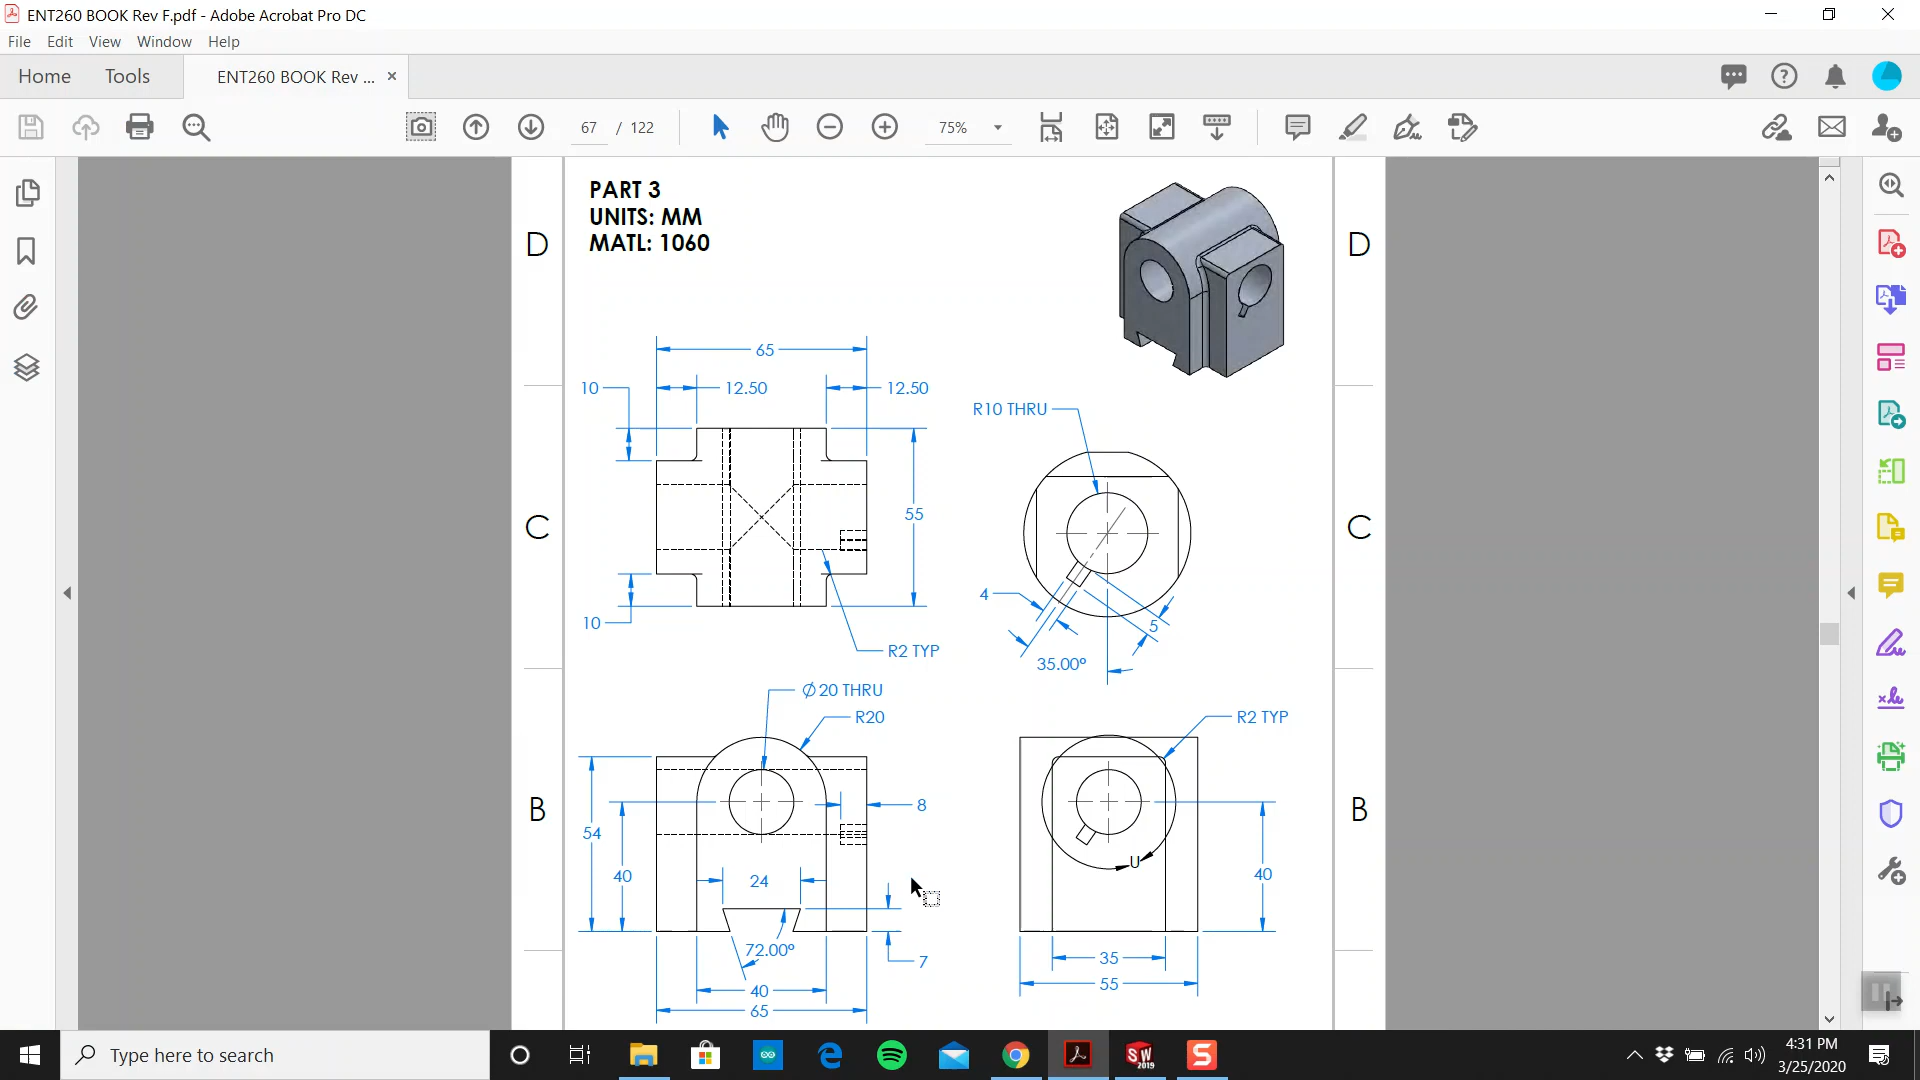 ENT260 BOOK Rev F.pdf - Adobe Acrobat Pro DC
File Edit View Window Help
Home Tools ENT260 BOOK Rev ... ×
67 / 122 75%
PART 3
UNITS: MM
MATL: 1060
D D
65
10 12.50 12.50
R10 THRU
C 55 C
4
10 5
R2 TYP
35.00°
∅20 THRU
R20 R2 TYP
8
B B
54
40 24 40
72.00°
U
7
35
40 55
65
Type here to search
SW
2019
S
4:31 PM
3/25/2020